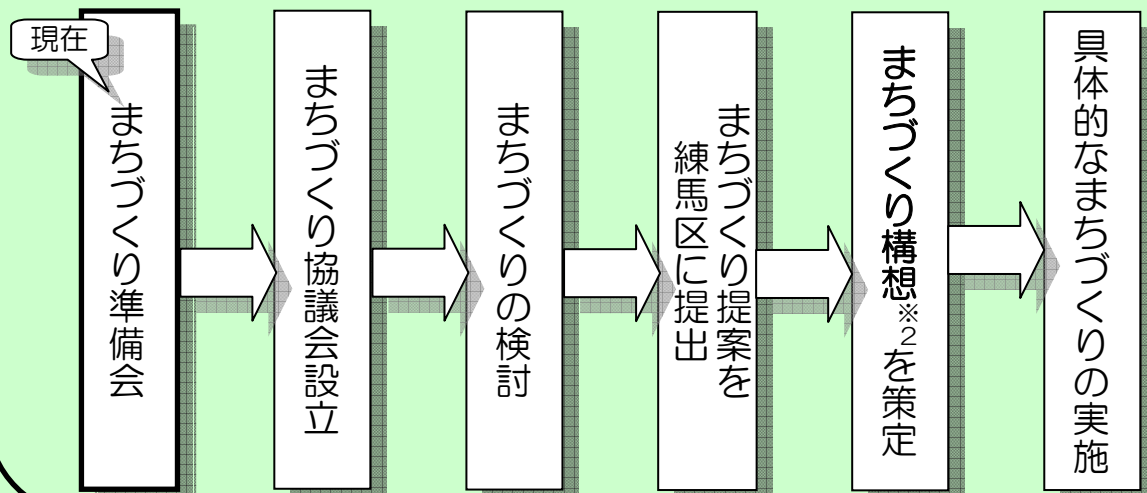 現在
まちづくり準備会
まちづくり協議会設立
まちづくりの検討
まちづくり提案を
練馬区に提出
まちづくり構想※2を策定
具体的なまちづくりの実施